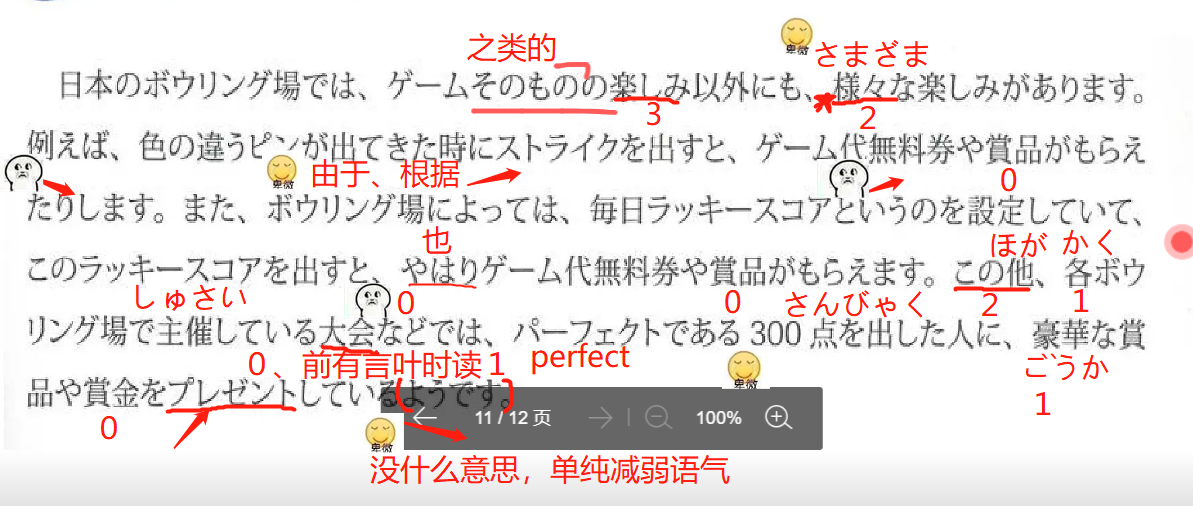 之类的
卑微
さまざま
日本のボウリング場では、ゲームそのものの楽しみ以外にも、様々な楽しみがあります。
3
2
例えば、色の違うピンが出てきた時にストライクを出すと、ゲーム代無料券や賞品がもらえ
卑微
由于、根据
0
たりします。また、ボウリング場によっては、毎日ラッキースコアというのを設定していて、
也
ほが かく
このラッキースコアを出すと、やはりゲーム代無料券や賞品がもらえます。この他、各ボウ
しゅさい
0
0
さんびゃく
2
1
リング場で主催している大会などでは、パーフェクトである300点を出した人に、豪華な賞
0、前有言叶时读1
perfect
ごうか
1
品や賞金をプレゼントしている(ようです。)
0
卑微
11 / 12 页
100%
卑微
没什么意思，单纯减弱语气